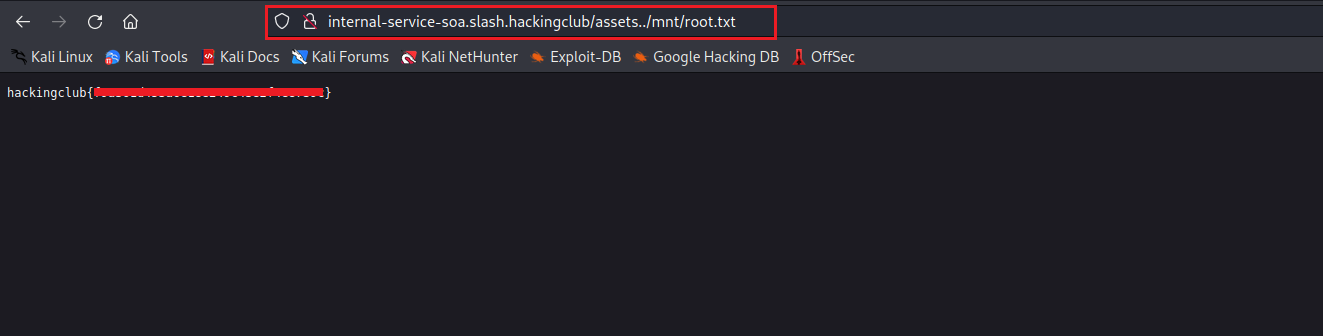 internal-service-soa.slash.hackingclub/assets../mnt/root.txt
Kali Linux Kali Tools Kali Docs Kali Forums Kali NetHunter Exploit-DB Google Hacking DB OffSec
hackingclub{ }